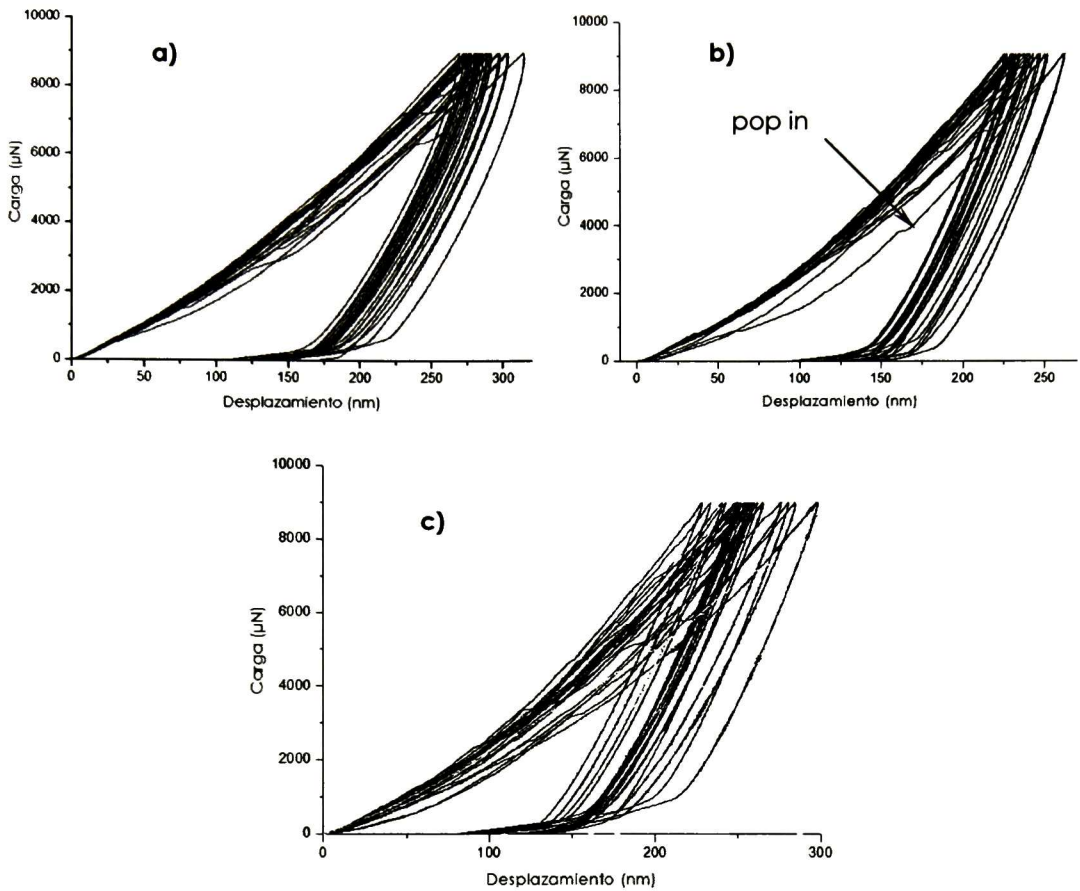 a)
10000
8000
6000
4000
2000
0
Carga (µN)
0 50 100 150 200 250 300
Desplazamiento (nm)
b)
pop in
10000
8000
6000
4000
2000
0
Carga (µN)
0 50 100 150 200 250
Desplazamiento (nm)
c)
10000
8000
6000
4000
2000
0
Carga (µN)
0 100 200 300
Desplazamiento (nm)